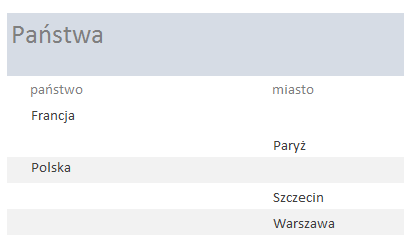 Państwa
państwo miasto
Francja
Paryż
Polska
Szczecin
Warszawa